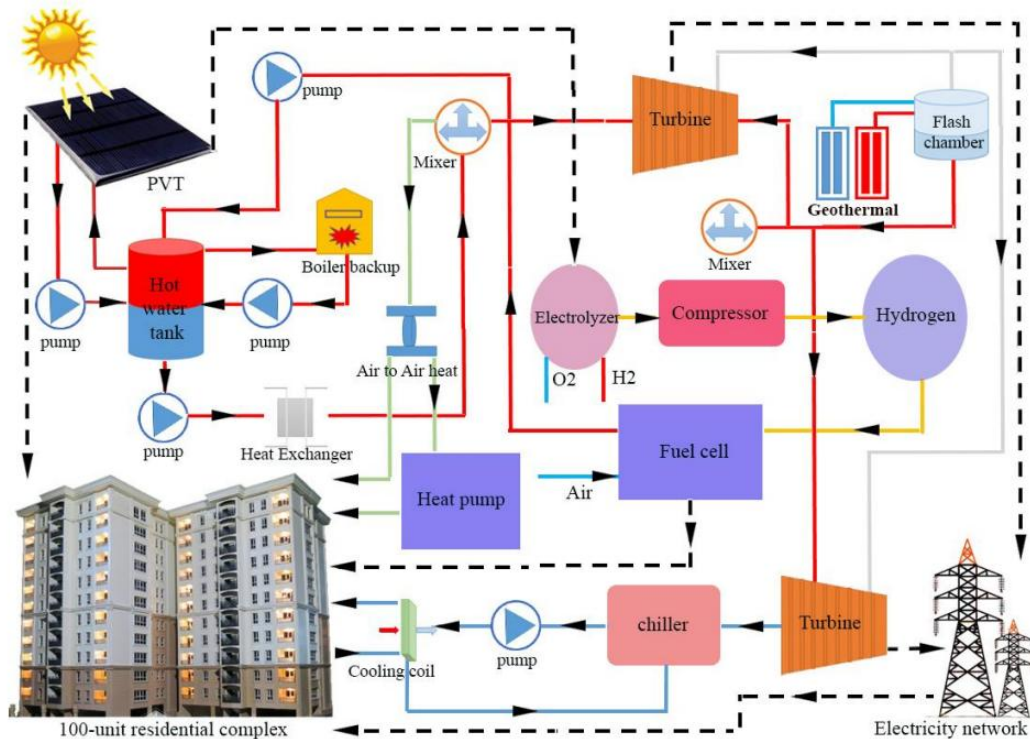 pump
Turbine
Flash
chamber
Mixer
PVT
Geothermal
Boiler backup
Mixer
Hot
water
tank
Electrolyzer
Compressor
Hydrogen
pump
pump
Air to Air heat
O2
H2
pump
Heat Exchanger
Fuel cell
Air
Heat pump
chiller
Turbine
pump
Cooling coil
100-unit residential complex
Electricity network